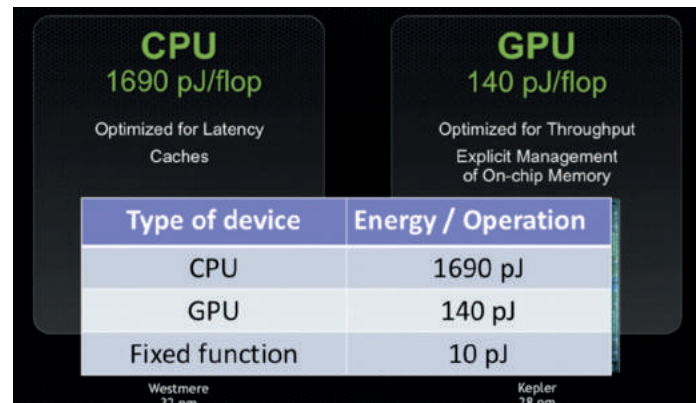 CPU
1690 pJ/flop
Optimized for Latency
Caches
GPU
140 pJ/flop
Optimized for Throughput
Explicit Management
of On-chip Memory
Type of device Energy / Operation
CPU 1690 pJ
GPU 140 pJ
Fixed function 10 pJ
Westmere
32 nm
Kepler
28 nm